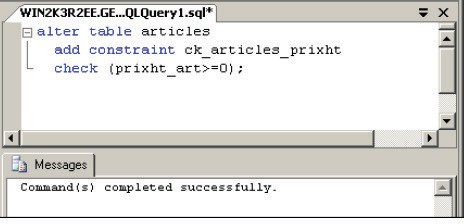 WIN2K3R2EE.GE...QLQuery1.sql*
alter table articles
add constraint ck_articles_prixht
check (prixht_art>=0);
Messages
Command(s) completed successfully.